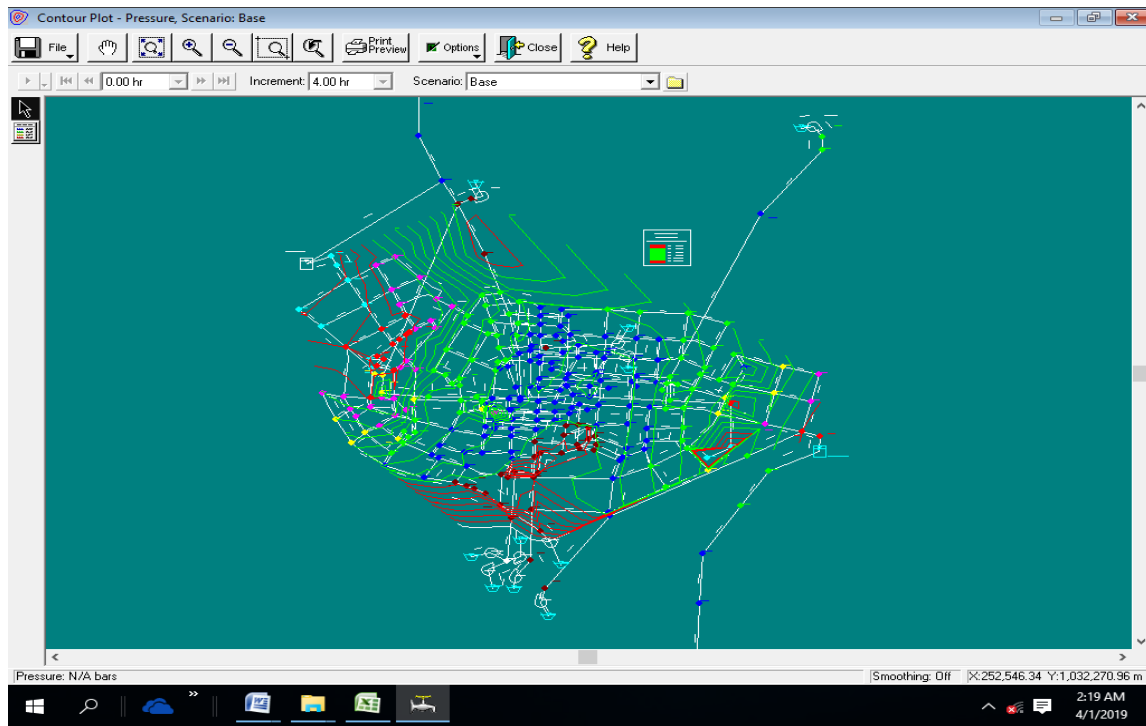 Contour Plot - Pressure, Scenario: Base
File
Print Preview
Options
Close
Help
0.00 hr
Increment: 4.00 hr
Scenario: Base
Pressure: N/A bars
Smoothing: Off
X:252,546.34 Y:1,032,270.96 m
2:19 AM
4/1/2019